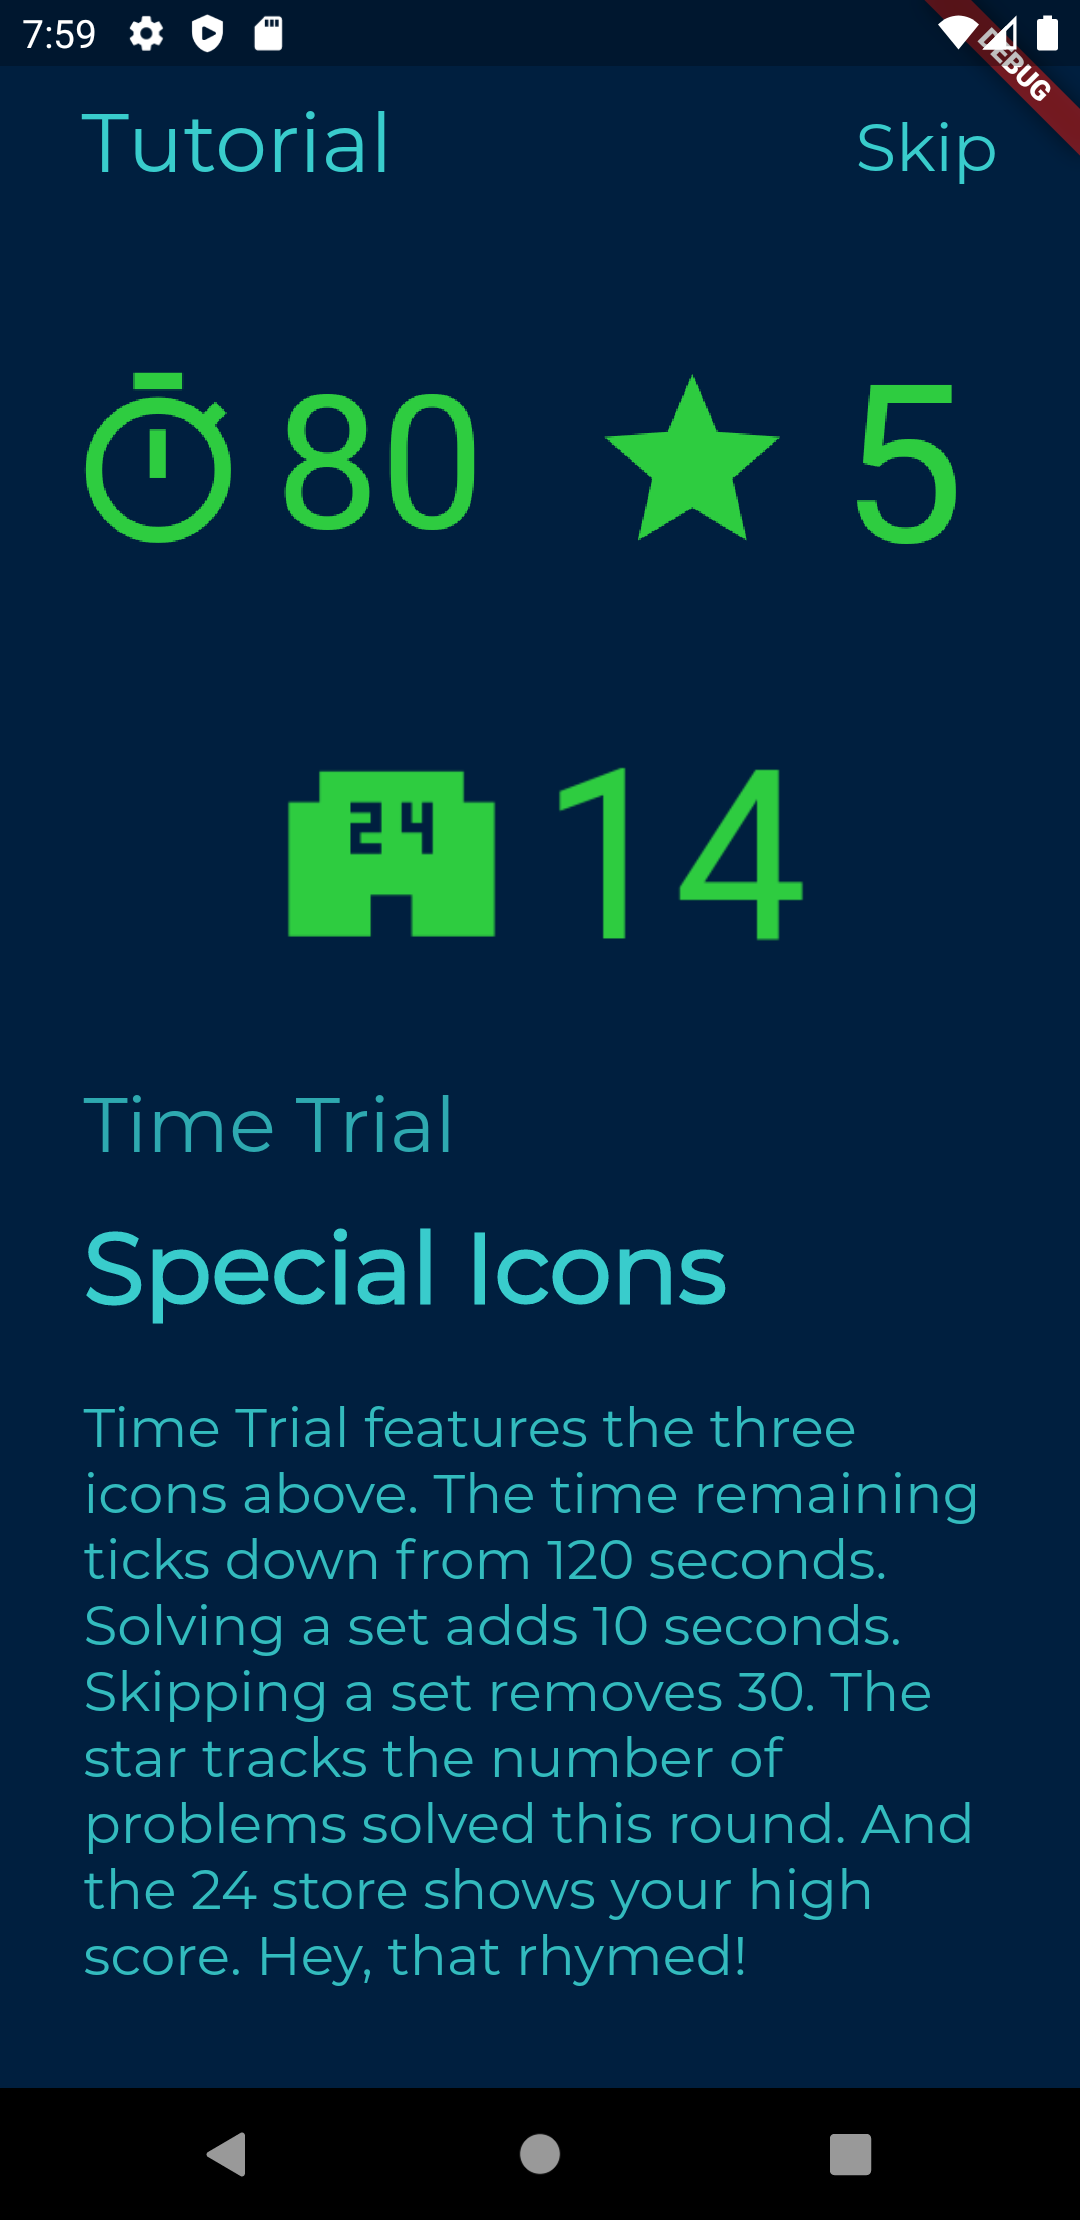 7:59
DEBUG
Tutorial
Skip
80
5
24
14
Time Trial
Special Icons
Time Trial features the three
icons above. The time remaining
ticks down from 120 seconds.
Solving a set adds 10 seconds.
Skipping a set removes 30. The
star tracks the number of
problems solved this round. And
the 24 store shows your high
score. Hey, that rhymed!